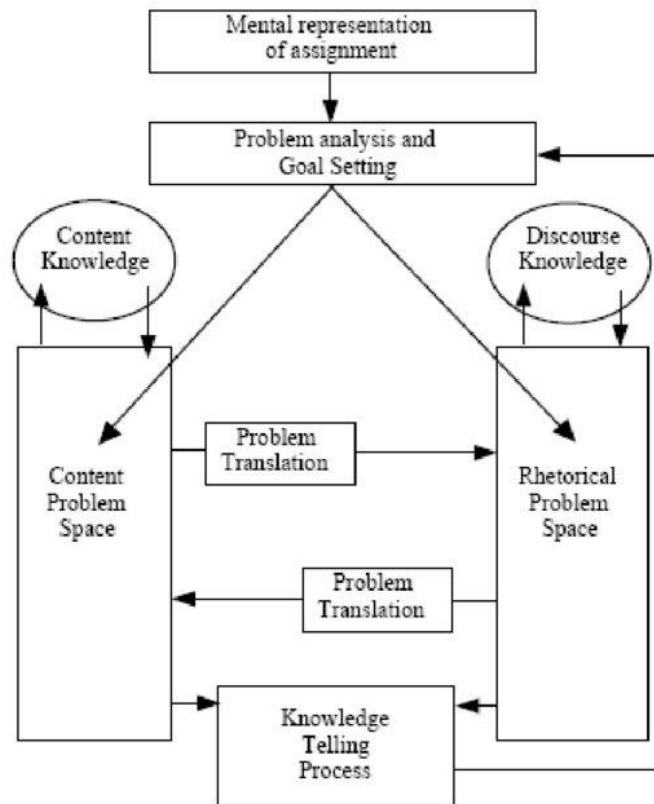 Mental representation
of assignment
Problem analysis and
Goal Setting
Content
Knowledge
Discourse
Knowledge
Problem
Translation
Content
Problem
Space
Rhetorical
Problem
Space
Problem
Translation
Knowledge
Telling
Process